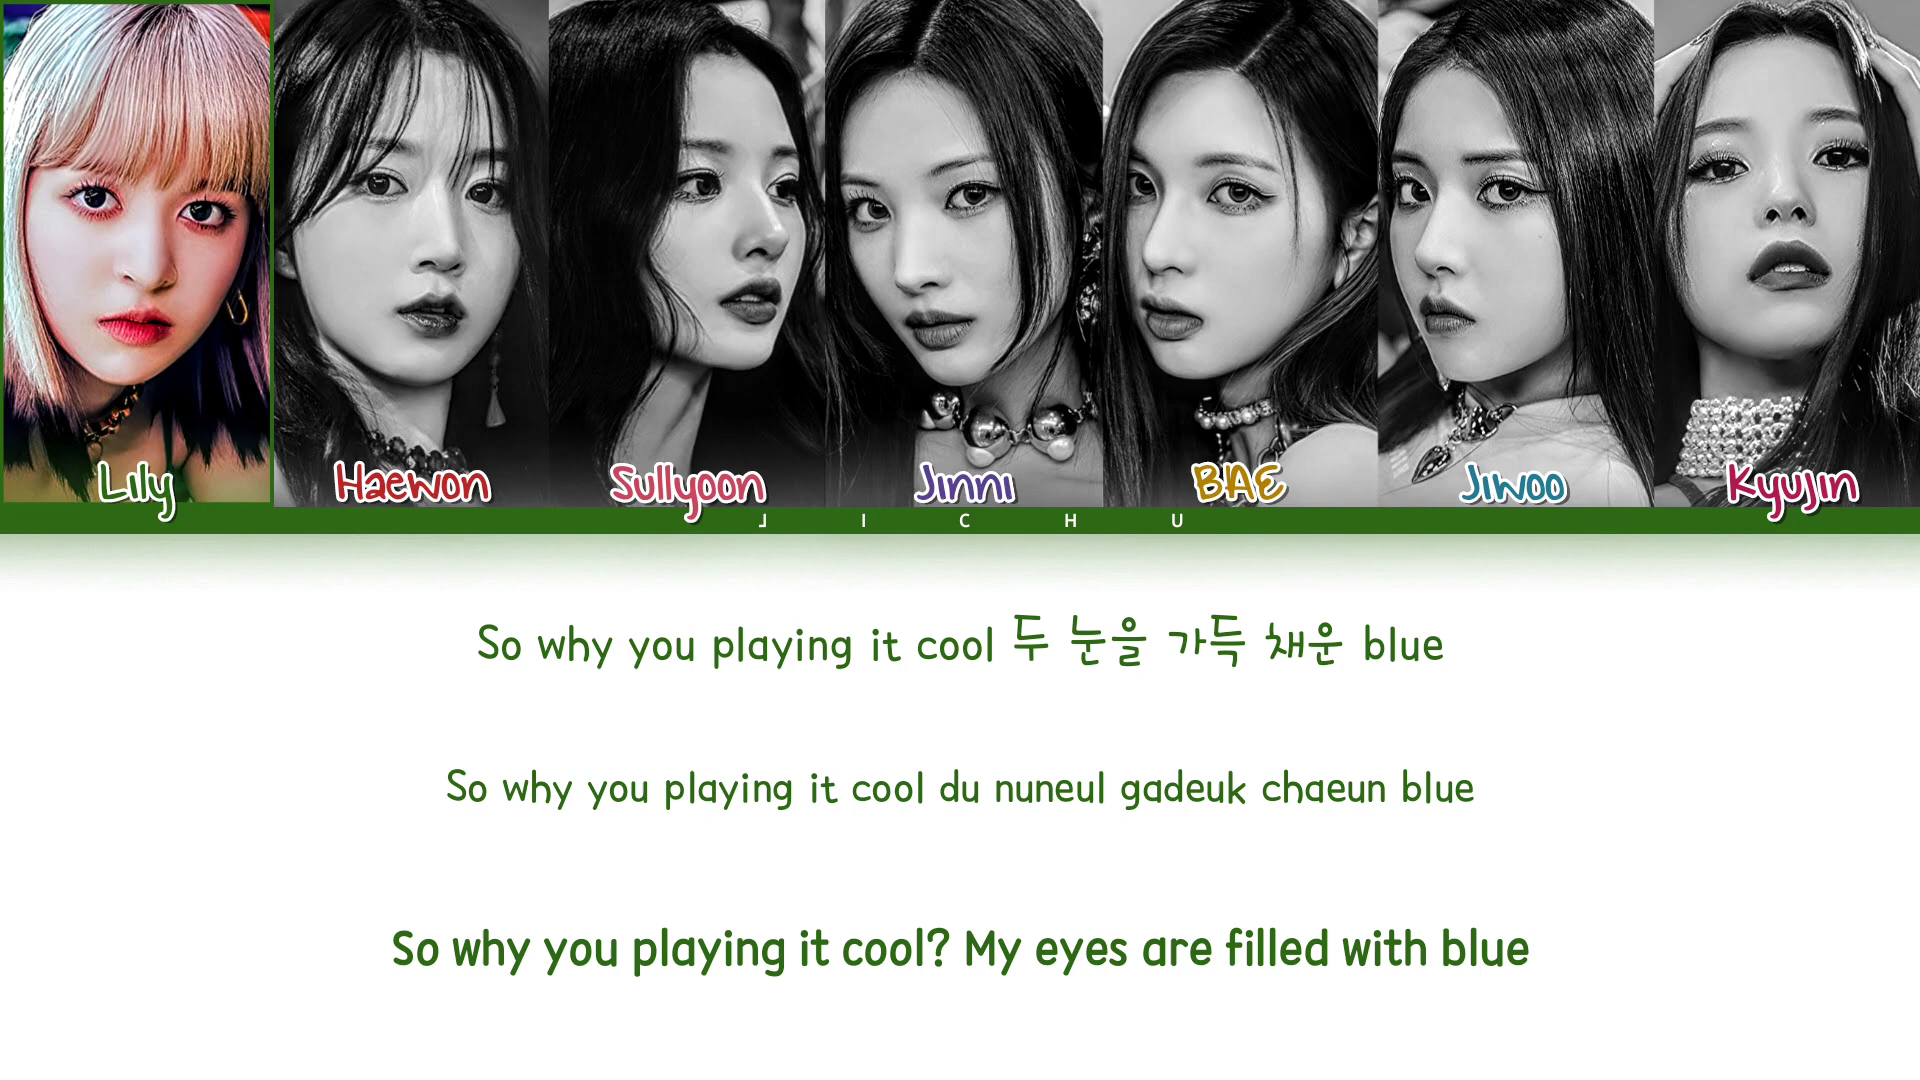 Lily Haewon Sullyoon Jinni BAE Jiwoo Kyujin
J I C H U
So why you playing it cool 두 눈을 가득 채운 blue
So why you playing it cool du nuneul gadeuk chaeun blue
So why you playing it cool? My eyes are filled with blue